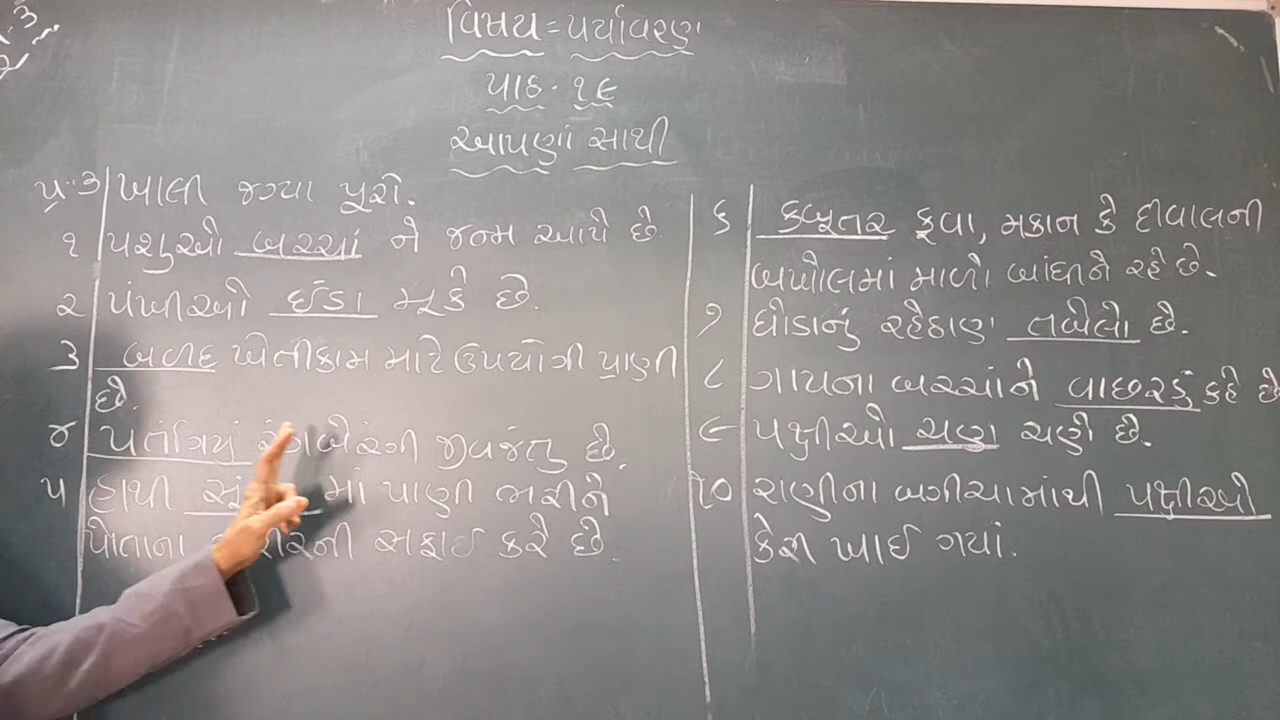 વિષય = પર્યાવરણ
પાઠ - ૧૬
આપણાં સાથી
પ્ર-૩ ખાલી જગ્યા પૂરો.
૧ પશુઓ બચ્ચાં ને જન્મ આપે છે.
૨ પંખીઓ ઈંડા મૂકે છે.
૩ બળદ ખેતીકામ માટે ઉપયોગી પ્રાણી
છે.
૪ પતંગિયું રંગબેરંગી જીવજંતુ છે.
૫ હાથી માં પાણી ભરીને
પોતાના સફાઈ કરે છે.
૬ કબૂતર કૂવા, મકાન કે દીવાલની
બખોલમાં માળો બાંધીને રહે છે.
૭ ઘોડાનું રહેઠાણ તબેલો છે.
૮ ગાયના બચ્ચાંને વાછરડું કહે છે
૯ પક્ષીઓ ચણ ચણે છે.
૧૦ રાણીના બગીચામાંથી પક્ષીઓ
કેરી ખાઈ ગયાં.